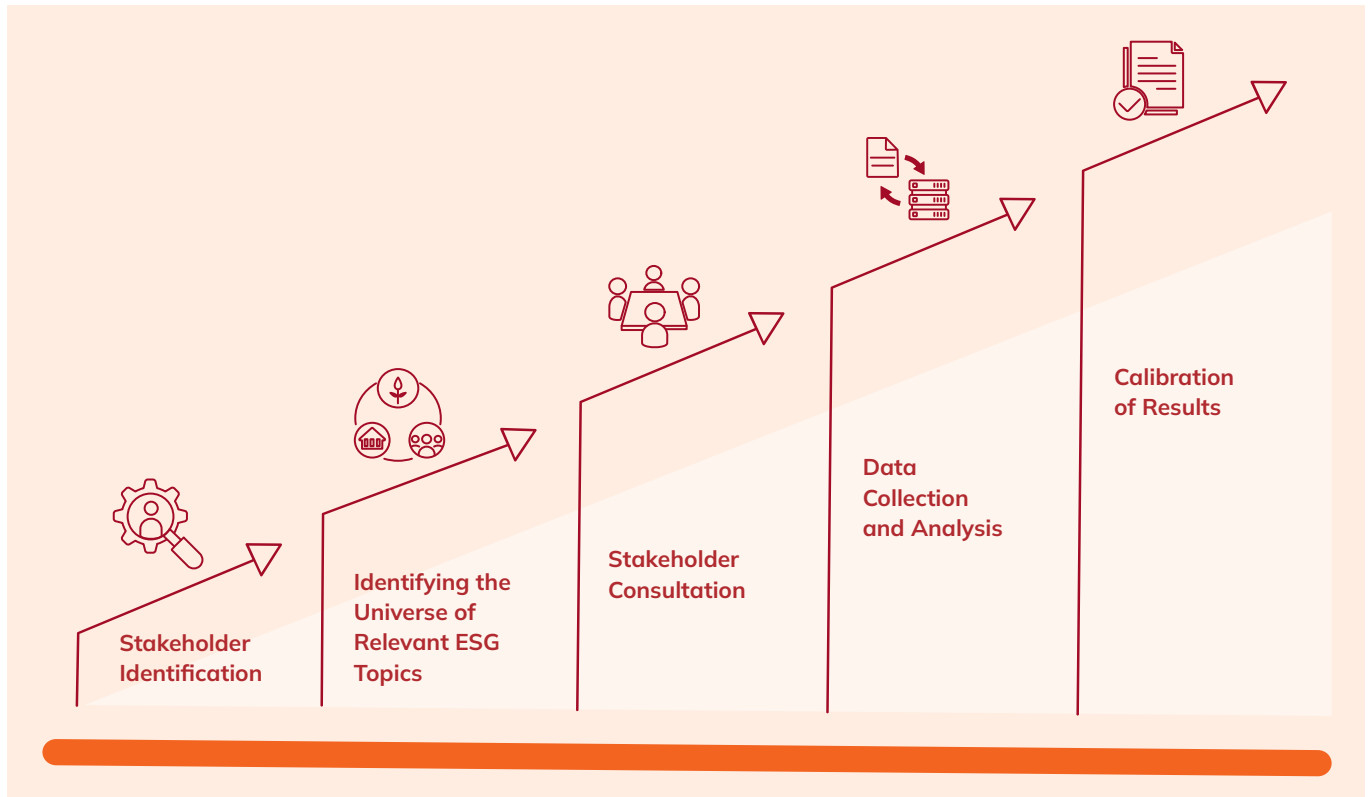 Stakeholder
Identification
Identifying the
Universe of
Relevant ESG
Topics
Stakeholder
Consultation
Data
Collection
and Analysis
Calibration
of Results